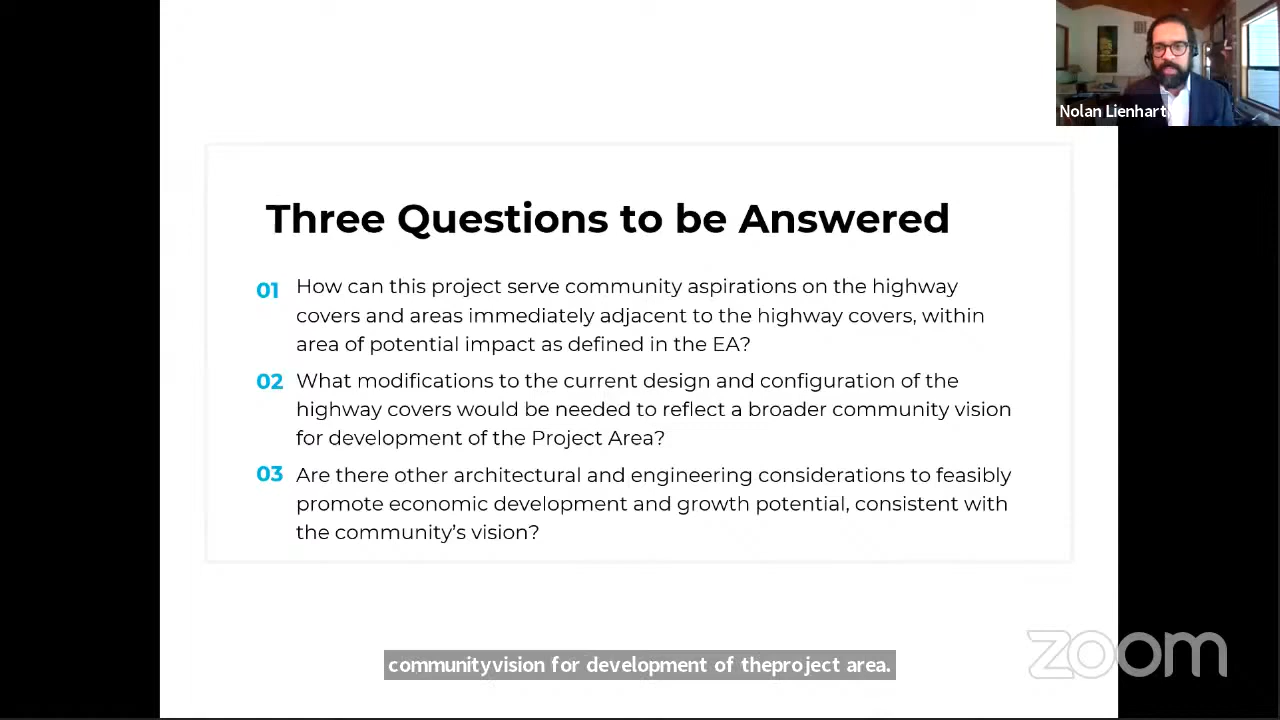 Nolan Lienhart
Three Questions to be Answered
01 How can this project serve community aspirations on the highway
covers and areas immediately adjacent to the highway covers, within
area of potential impact as defined in the EA?
02 What modifications to the current design and configuration of the
highway covers would be needed to reflect a broader community vision
for development of the Project Area?
03 Are there other architectural and engineering considerations to feasibly
promote economic development and growth potential, consistent with
the community’s vision?
communityvision for development of theproject area.
zoom